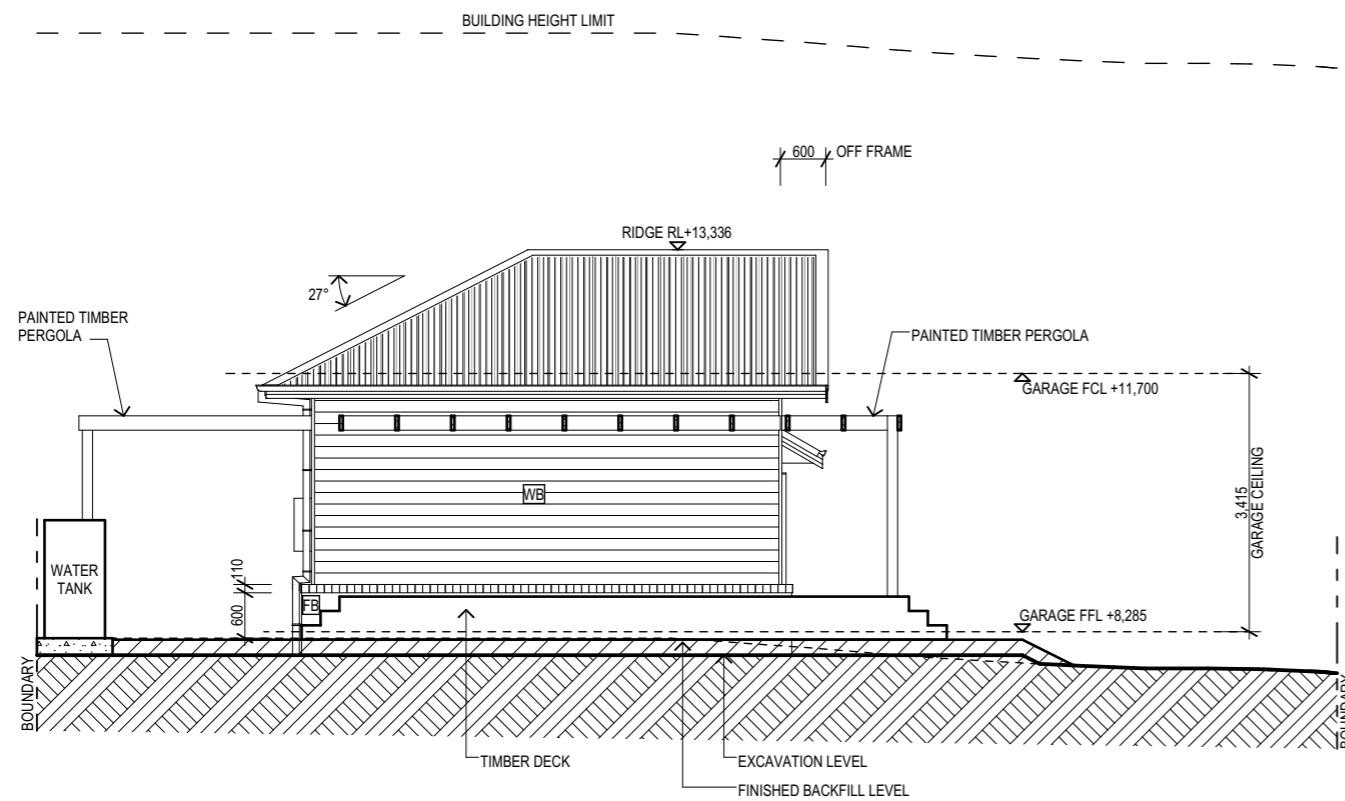 BUILDING HEIGHT LIMIT
600 OFF FRAME
RIDGE RL+13,336
27°
PAINTED TIMBER
PERGOLA
PAINTED TIMBER PERGOLA
GARAGE FCL +11,700
WB
3,415
GARAGE CEILING
WATER
TANK
110
600
FB
GARAGE FFL +8,285
BOUNDARY
BOUNDARY
TIMBER DECK
EXCAVATION LEVEL
FINISHED BACKFILL LEVEL